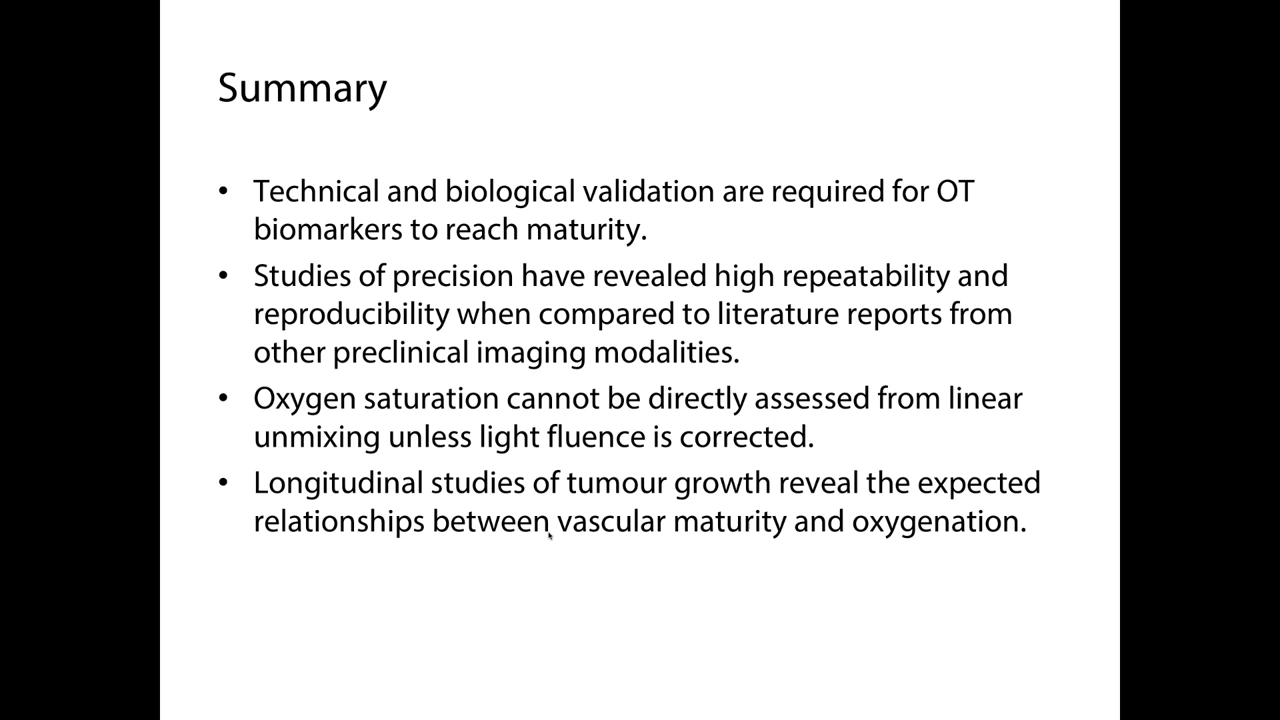 Summary
• Technical and biological validation are required for OT
biomarkers to reach maturity.
• Studies of precision have revealed high repeatability and
reproducibility when compared to literature reports from
other preclinical imaging modalities.
• Oxygen saturation cannot be directly assessed from linear
unmixing unless light fluence is corrected.
• Longitudinal studies of tumour growth reveal the expected
relationships between vascular maturity and oxygenation.